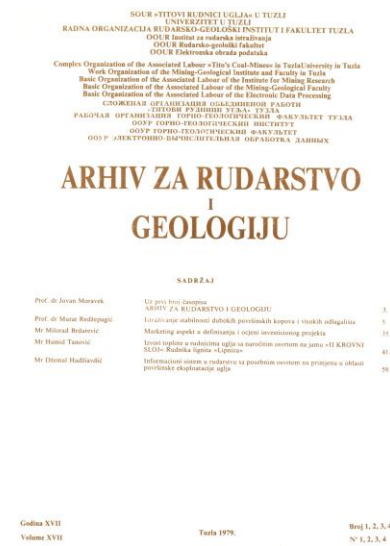 SOUR »TITOVI RUDNICI UGLJA« U TUZLI
UNIVERZITET U TUZLI
RADNA ORGANIZACIJA RUDARSKO-GEOLOŠKI INSTITUT I FAKULTET TUZLA
OOUR Institut za rudarska istraživanja
OOUR Rudarsko-geološki fakultet
OOUR Elektronska obrada podataka
Complex Organization of the Associated Labour »Tito's Coal-Mines« in TuzlaUniversity in Tuzla
Work Organization of the Mining-Geological Institute and Faculty in Tuzla
Basic Organization of the Associated Labour of the Institute for Mining Research
Basic Organization of the Associated Labour of the Mining-Geological Faculty
Basic Organization of the Associated Labour of the Electronic Data Processing
СЛОЖЕНАЯ ОРГАНИЗАЦИЯ ОБЪЕДИНЕНОЙ РАБОТИ
»ТИТОВИ РУДНИЦИ УГЉА« ТУЗЛА
РАБОЧАЯ ОРГАНИЗАЦИЯ ГОРНО-ГЕОЛОГИЧЕСКИЙ ФАКУЛЬТЕТ ТУЗЛА
ООУР ГОРНО-ГЕОЛОГИЧЕСКИЙ ИНСТИТУТ
ООУР ГОРНО-ГЕОЛОГИЧЕСКИЙ ФАКУЛЬТЕТ
ООУР ЭЛЕКТРОННО-ВЫЧИСЛИТЕЛЬНАЯ ОБРАБОТКА ДАННЫХ
ARHIV ZA RUDARSTVO
I
GEOLOGIJU
SADRŽAJ
Prof. dr Jovan Moravek Uz prvi broj časopisa
ARHIV ZA RUDARSTVO I GEOLOGIJU 3.
Prof. dr Murat Redžepagić Istraživanje stabilnosti dubokih površinskih kopova i visokih odlagališta 5.
Mr Milorad Brdarević Marketing aspekt u definisanju i ocjeni investicionog projekta 35.
Mr Hamid Tanović Izvori toplote u rudnicima uglja sa naročitim osvrtom na jamu »II KROVNI
SLOJ« Rudnika lignita »Lipnica« 41.
Mr Džemal Hadžiavdić Informacioni sistem u rudarstvu sa posebnim osvrtom na primjenu u oblasti
površinske eksploatacije uglja 59.
Godina XVII Broj 1, 2, 3, 4
Volume XVII Tuzla 1979. N° 1, 2, 3, 4